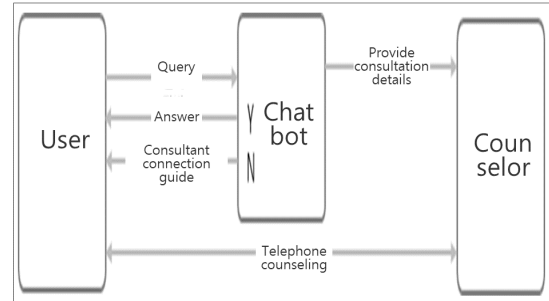 User
Query
Answer
Consultant
connection
guide
Y
N
Chat
bot
Provide
consultation
details
Coun
selor
Telephone
counseling